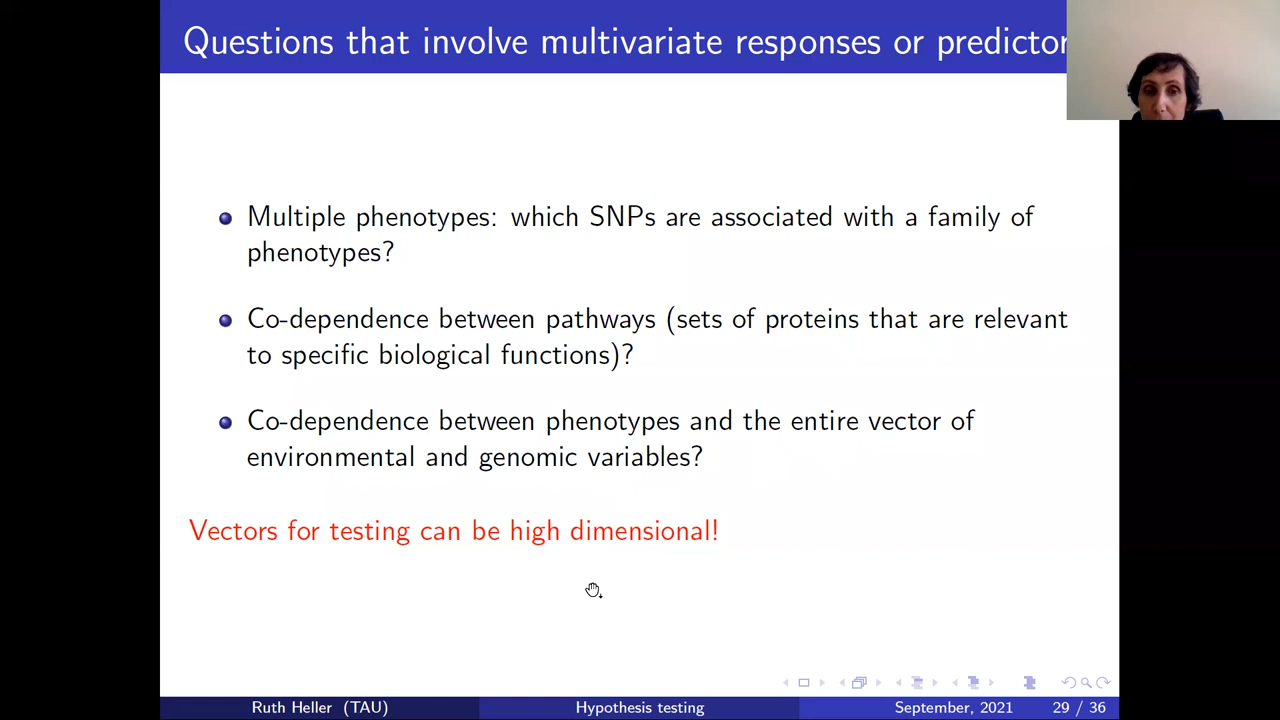 Questions that involve multivariate responses or predictor
Multiple phenotypes: which SNPs are associated with a family of
phenotypes?
Co-dependence between pathways (sets of proteins that are relevant
to specific biological functions)?
Co-dependence between phenotypes and the entire vector of
environmental and genomic variables?
Vectors for testing can be high dimensional!
Ruth Heller (TAU) Hypothesis testing September, 2021 29 / 36